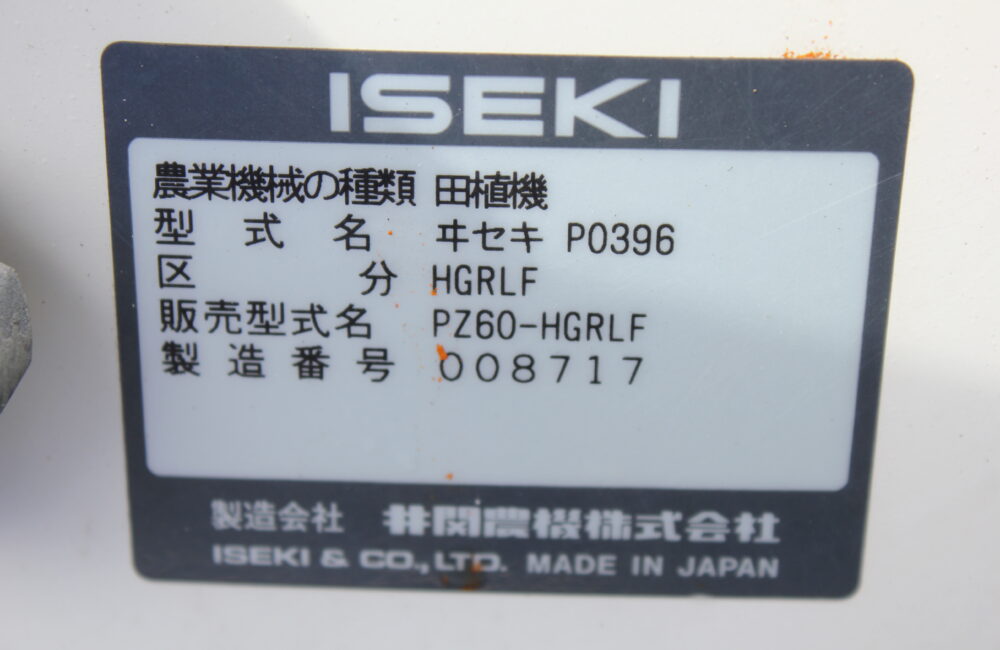 ISEKI
農業機械の種類 田植機
型式名 ヰセキ P0396
区分 HGRLF
販売型式名 PZ60-HGRLF
製造番号 008717
製造会社 井関農機株式会社
ISEKI & CO.,LTD. MADE IN JAPAN